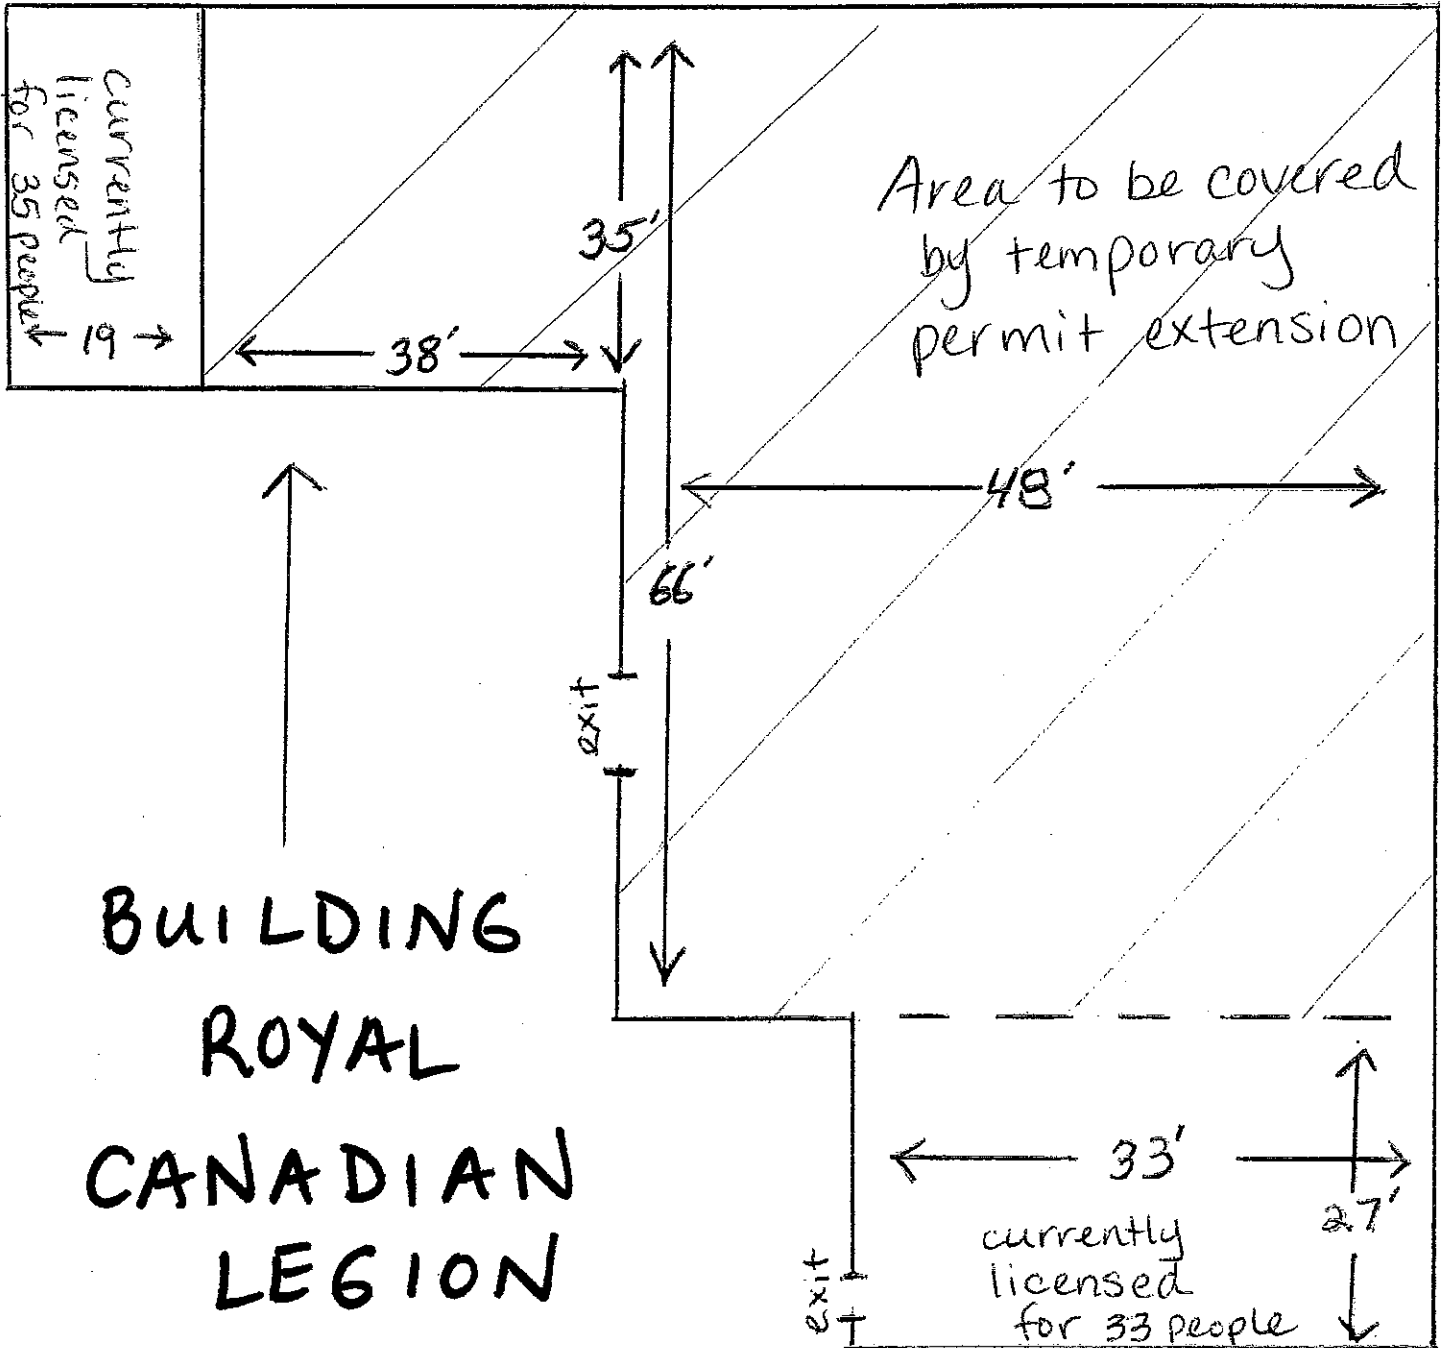 currently
licensed
for 35 people
19
35'
38'
Area to be covered
by temporary
permit extension
48'
66'
exit
BUILDING
ROYAL
CANADIAN
LEGION
33'
27'
currently
licensed
for 33 people
exit